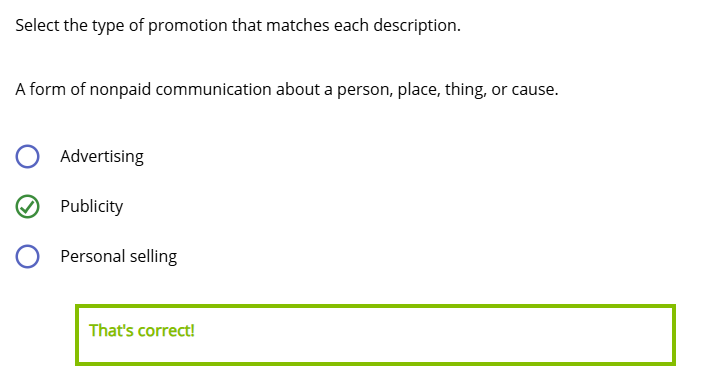 Select the type of promotion that matches each description.
A form of nonpaid communication about a person, place, thing, or cause.
Advertising
Publicity
Personal selling
That's correct!